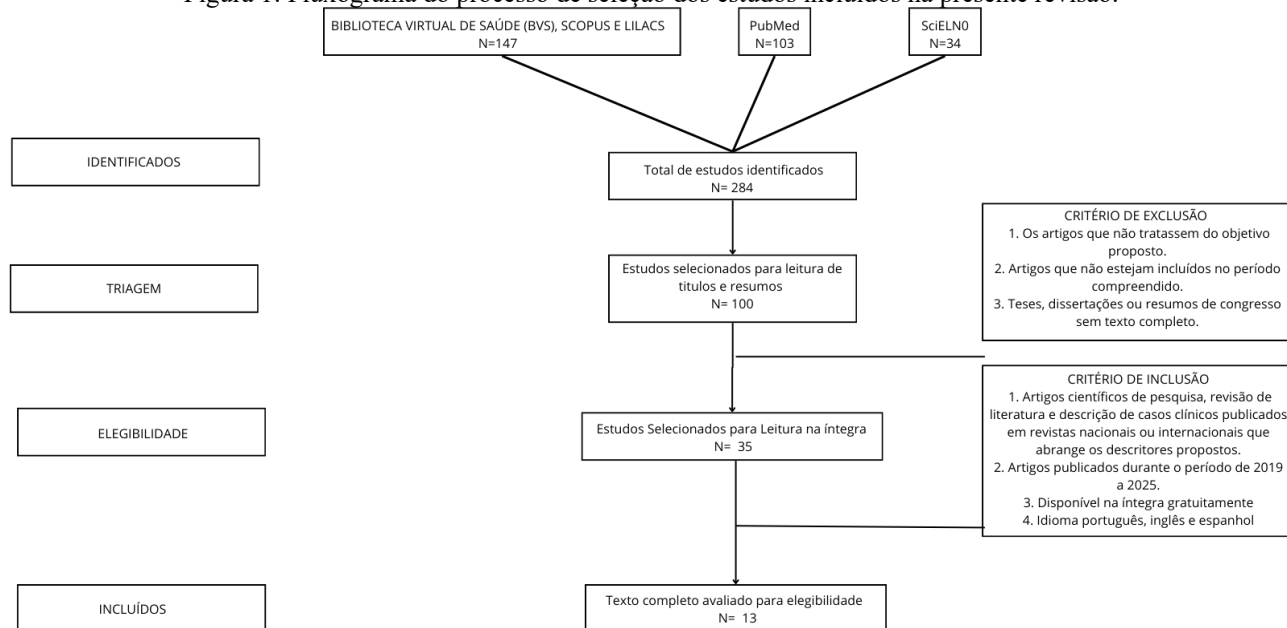 Figura 1. Fluxograma do processo de seleção dos estudos incluídos na presente revisão.
BIBLIOTECA VIRTUAL DE SAÚDE (BVS), SCOPUS E LILACS
N=147
PubMed
N=103
SciELN0
N=34
IDENTIFICADOS
Total de estudos identificados
N= 284
TRIAGEM
Estudos selecionados para leitura de
titulos e resumos
N= 100
CRITÉRIO DE EXCLUSÃO
1. Os artigos que não tratassem do objetivo
proposto.
2. Artigos que não estejam incluídos no período
compreendido.
3. Teses, dissertações ou resumos de congresso
sem texto completo.
ELEGIBILIDADE
Estudos Selecionados para Leitura na íntegra
N= 35
CRITÉRIO DE INCLUSÃO
1. Artigos científicos de pesquisa, revisão de
literatura e descrição de casos clínicos publicados
em revistas nacionais ou internacionais que
abrange os descritores propostos.
2. Artigos publicados durante o período de 2019
a 2025.
3. Disponível na íntegra gratuitamente
4. Idioma português, inglês e espanhol
INCLUÍDOS
Texto completo avaliado para elegibilidade
N= 13